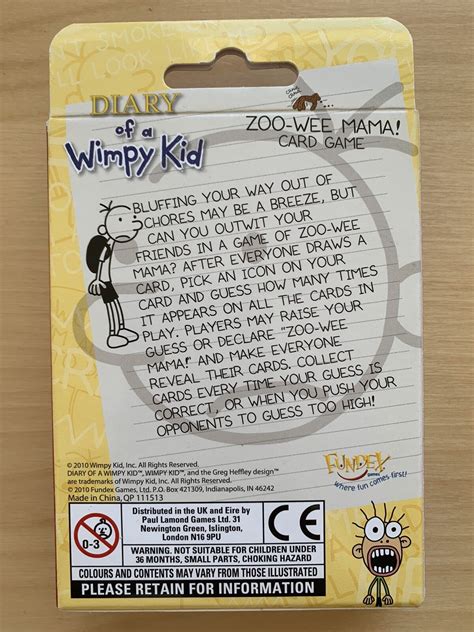 SMOKELESS
LOOK LIKE
DIARY
of a
Wimpy Kid
ZOO-WEE MAMA!
CARD GAME
BLUFFING YOUR WAY OUT OF
CHORES MAY BE A BREEZE, BUT
CAN YOU OUTWIT YOUR
FRIENDS IN A GAME OF ZOO-WEE
MAMA? AFTER EVERYONE DRAWS A
CARD, PICK AN ICON ON YOUR
CARD AND GUESS HOW MANY TIMES
IT APPEARS ON ALL THE CARDS IN
PLAY. PLAYERS MAY RAISE YOUR
GUESS OR DECLARE "ZOO-WEE
MAMA!" AND MAKE EVERYONE
REVEAL THEIR CARDS. COLLECT
CARDS EVERY TIME YOUR GUESS IS
CORRECT, OR WHEN YOU PUSH YOUR
OPPONENTS TO GUESS TOO HIGH!
© 2010 Wimpy Kid, Inc. All Rights Reserved.
DIARY OF A WIMPY KID™, WIMPY KID™, and the Greg Heffley design™
are trademarks of Wimpy Kid, Inc. All Rights Reserved.
© 2010 Fundex Games, Ltd. P.O. Box 421309, Indianapolis, IN 46242
Made in China, QP 111513
FUNDEX
Games
where fun comes first!
0-3
Distributed in the UK and Eire by
Paul Lamond Games Ltd. 31
Newington Green, Islington,
London N16 9PU
CE
WARNING. NOT SUITABLE FOR CHILDREN UNDER
36 MONTHS, SMALL PARTS, CHOKING HAZARD
COLOURS AND CONTENTS MAY VARY FROM THOSE ILLUSTRATED
PLEASE RETAIN FOR INFORMATION